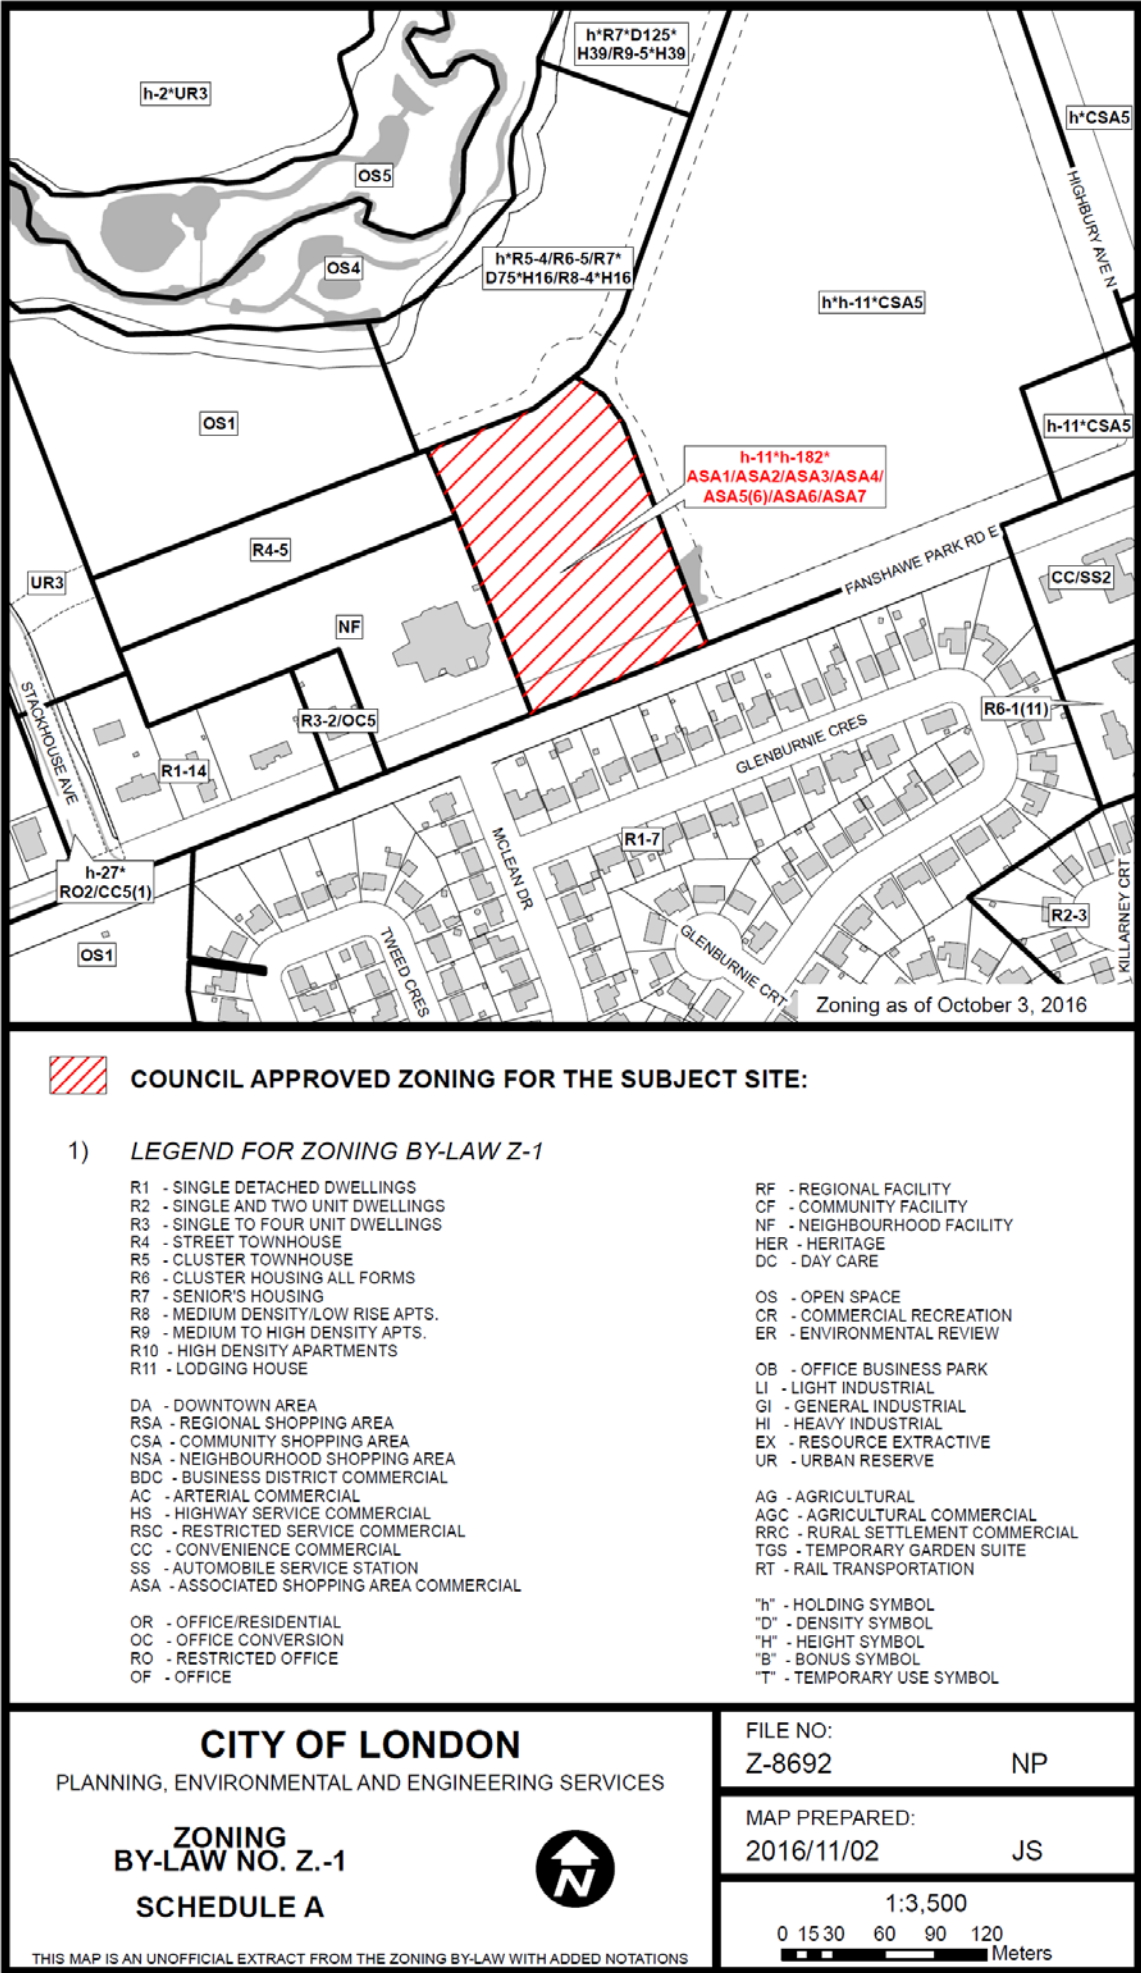 h*R7*D125*
H39/R9-5*H39
h-2*UR3
h*CSA5
OS5
HIGHBURY AVE N
h*R5-4/R6-5/R7*
D75*H16/R8-4*H16
OS4
h*h-11*CSA5
OS1
h-11*CSA5
h-11*h-182*
ASA1/ASA2/ASA3/ASA4/
ASA5(6)/ASA6/ASA7
R4-5
FANSHAWE PARK RD E
UR3
CC/SS2
NF
STACKHOUSE AVE
R3-2/OC5
R6-1(11)
GLENBURNIE CRES
R1-14
MCLEAN DR
R1-7
h-27*
RO2/CC5(1)
KILLARNEY CRT
R2-3
OS1
TWEED CRES
GLENBURNIE CRT
Zoning as of October 3, 2016
COUNCIL APPROVED ZONING FOR THE SUBJECT SITE:
1) LEGEND FOR ZONING BY-LAW Z-1
R1 - SINGLE DETACHED DWELLINGS
R2 - SINGLE AND TWO UNIT DWELLINGS
R3 - SINGLE TO FOUR UNIT DWELLINGS
R4 - STREET TOWNHOUSE
R5 - CLUSTER TOWNHOUSE
R6 - CLUSTER HOUSING ALL FORMS
R7 - SENIOR'S HOUSING
R8 - MEDIUM DENSITY/LOW RISE APTS.
R9 - MEDIUM TO HIGH DENSITY APTS.
R10 - HIGH DENSITY APARTMENTS
R11 - LODGING HOUSE
DA - DOWNTOWN AREA
RSA - REGIONAL SHOPPING AREA
CSA - COMMUNITY SHOPPING AREA
NSA - NEIGHBOURHOOD SHOPPING AREA
BDC - BUSINESS DISTRICT COMMERCIAL
AC - ARTERIAL COMMERCIAL
HS - HIGHWAY SERVICE COMMERCIAL
RSC - RESTRICTED SERVICE COMMERCIAL
CC - CONVENIENCE COMMERCIAL
SS - AUTOMOBILE SERVICE STATION
ASA - ASSOCIATED SHOPPING AREA COMMERCIAL
OR - OFFICE/RESIDENTIAL
OC - OFFICE CONVERSION
RO - RESTRICTED OFFICE
OF - OFFICE
RF - REGIONAL FACILITY
CF - COMMUNITY FACILITY
NF - NEIGHBOURHOOD FACILITY
HER - HERITAGE
DC - DAY CARE
OS - OPEN SPACE
CR - COMMERCIAL RECREATION
ER - ENVIRONMENTAL REVIEW
OB - OFFICE BUSINESS PARK
LI - LIGHT INDUSTRIAL
GI - GENERAL INDUSTRIAL
HI - HEAVY INDUSTRIAL
EX - RESOURCE EXTRACTIVE
UR - URBAN RESERVE
AG - AGRICULTURAL
AGC - AGRICULTURAL COMMERCIAL
RRC - RURAL SETTLEMENT COMMERCIAL
TGS - TEMPORARY GARDEN SUITE
RT - RAIL TRANSPORTATION
"h" - HOLDING SYMBOL
"D" - DENSITY SYMBOL
"H" - HEIGHT SYMBOL
"B" - BONUS SYMBOL
"T" - TEMPORARY USE SYMBOL
CITY OF LONDON
PLANNING, ENVIRONMENTAL AND ENGINEERING SERVICES
ZONING
BY-LAW NO. Z.-1
SCHEDULE A
N
THIS MAP IS AN UNOFFICIAL EXTRACT FROM THE ZONING BY-LAW WITH ADDED NOTATIONS
FILE NO:
Z-8692 NP
MAP PREPARED:
2016/11/02 JS
1:3,500
0 15 30 60 90 120
Meters